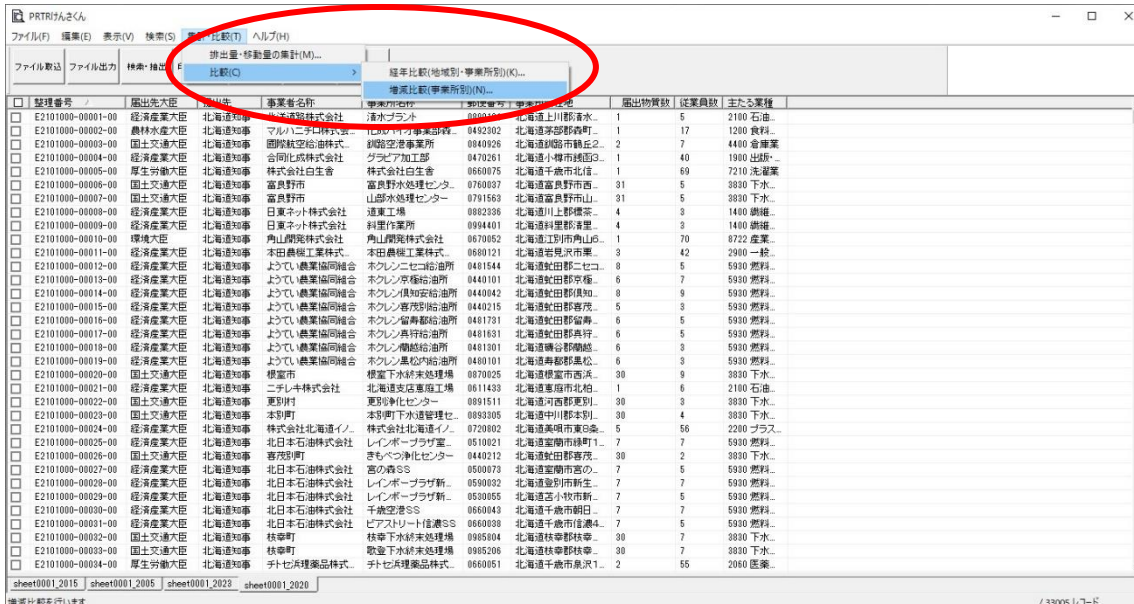 PRTRけんさくん
ファイル(F) 編集(E) 表示(V) 検索(S) 集計・比較(T) ヘルプ(H)
排出量・移動量の集計(M)...
ファイル取込 ファイル出力 検索・抽出
比較(C) 経年比較(地域別・事業所別)(K)...
増減比較(事業所別)(N)...
整理番号 届出先大臣 届出先 事業者名称 事業所名称 郵便番号 事業所所在地 届出物質数 従業員数 主たる業種
E2101000-00001-00 経済産業大臣 北海道知事 北洋道路株式会社 清水プラント 北海道上川郡清水... 1 5 2100 石油...
E2101000-00002-00 農林水産大臣 北海道知事 マルハニチロ株式会... 化成バイオ事業部森... 0492302 北海道茅部郡森町... 1 17 1200 食料...
E2101000-00003-00 国土交通大臣 北海道知事 國際航空給油株式... 釧路空港事業所 0840926 北海道釧路市鶴丘2... 2 7 4400 倉庫業
E2101000-00004-00 経済産業大臣 北海道知事 合同化成株式会社 グラビア加工部 0470261 北海道小樽市銭函3... 1 40 1900 出版・...
E2101000-00005-00 厚生労働大臣 北海道知事 株式会社白生舎 株式会社白生舎 0660075 北海道千歳市北信... 1 69 7210 洗濯業
E2101000-00006-00 国土交通大臣 北海道知事 富良野市 富良野水処理センタ... 0760037 北海道富良野市西... 31 5 3830 下水...
E2101000-00007-00 国土交通大臣 北海道知事 富良野市 山部水処理センター 0791563 北海道富良野市山... 31 5 3830 下水...
E2101000-00008-00 経済産業大臣 北海道知事 日東ネット株式会社 道東工場 0882336 北海道川上郡標茶... 4 3 1400 繊維...
E2101000-00009-00 経済産業大臣 北海道知事 日東ネット株式会社 斜里作業所 0994401 北海道斜里郡清里... 4 3 1400 繊維...
E2101000-00010-00 環境大臣 北海道知事 角山開発株式会社 角山開発株式会社 0670052 北海道江別市角山6... 1 70 8722 産業...
E2101000-00011-00 経済産業大臣 北海道知事 本田農機工業株式... 本田農機工業株式... 0680121 北海道岩見沢市栗... 3 42 2900 一般...
E2101000-00012-00 経済産業大臣 北海道知事 ようてい農業協同組合 ホクレンニセコ給油所 0481544 北海道虻田郡ニセコ... 8 5 5930 燃料...
E2101000-00013-00 経済産業大臣 北海道知事 ようてい農業協同組合 ホクレン京極給油所 0440101 北海道虻田郡京極... 6 7 5930 燃料...
E2101000-00014-00 経済産業大臣 北海道知事 ようてい農業協同組合 ホクレン倶知安給油所 0440042 北海道虻田郡倶知... 8 9 5930 燃料...
E2101000-00015-00 経済産業大臣 北海道知事 ようてい農業協同組合 ホクレン喜茂別給油所 0440215 北海道虻田郡喜茂... 5 3 5930 燃料...
E2101000-00016-00 経済産業大臣 北海道知事 ようてい農業協同組合 ホクレン留寿都給油所 0481731 北海道虻田郡留寿... 6 5 5930 燃料...
E2101000-00017-00 経済産業大臣 北海道知事 ようてい農業協同組合 ホクレン真狩給油所 0481631 北海道虻田郡真狩... 6 5 5930 燃料...
E2101000-00018-00 経済産業大臣 北海道知事 ようてい農業協同組合 ホクレン蘭越給油所 0481301 北海道磯谷郡蘭越... 6 3 5930 燃料...
E2101000-00019-00 経済産業大臣 北海道知事 ようてい農業協同組合 ホクレン黒松内給油所 0480101 北海道寿都郡黒松... 6 3 5930 燃料...
E2101000-00020-00 国土交通大臣 北海道知事 根室市 根室下水終末処理場 0870025 北海道根室市西浜... 30 9 3830 下水...
E2101000-00021-00 経済産業大臣 北海道知事 ニチレキ株式会社 北海道支店恵庭工場 0611433 北海道恵庭市北柏... 1 6 2100 石油...
E2101000-00022-00 国土交通大臣 北海道知事 更別村 更別浄化センター 0891511 北海道河西郡更別... 30 3 3830 下水...
E2101000-00023-00 国土交通大臣 北海道知事 本別町 本別町下水道管理セ... 0893305 北海道中川郡本別... 30 4 3830 下水...
E2101000-00024-00 経済産業大臣 北海道知事 株式会社北海道イノ... 株式会社北海道イノ... 0720802 北海道美唄市東8条... 5 56 2200 プラス...
E2101000-00025-00 経済産業大臣 北海道知事 北日本石油株式会社 レインボープラザ室... 0510021 北海道室蘭市緑町1... 7 7 5930 燃料...
E2101000-00026-00 国土交通大臣 北海道知事 喜茂別町 きもべつ浄化センター 0440212 北海道虻田郡喜茂... 30 2 3830 下水...
E2101000-00027-00 経済産業大臣 北海道知事 北日本石油株式会社 宮の森SS 0500073 北海道室蘭市宮の... 7 5 5930 燃料...
E2101000-00028-00 経済産業大臣 北海道知事 北日本石油株式会社 レインボープラザ新... 0590032 北海道登別市新生... 7 7 5930 燃料...
E2101000-00029-00 経済産業大臣 北海道知事 北日本石油株式会社 レインボープラザ新... 0530055 北海道苫小牧市新... 7 5 5930 燃料...
E2101000-00030-00 経済産業大臣 北海道知事 北日本石油株式会社 千歳空港SS 0660043 北海道千歳市朝日... 7 7 5930 燃料...
E2101000-00031-00 経済産業大臣 北海道知事 北日本石油株式会社 ピアストリート信濃SS 0660038 北海道千歳市信濃4... 7 5 5930 燃料...
E2101000-00032-00 国土交通大臣 北海道知事 枝幸町 枝幸下水終末処理場 0985804 北海道枝幸郡枝幸... 30 7 3830 下水...
E2101000-00033-00 国土交通大臣 北海道知事 枝幸町 歌登下水終末処理場 0985206 北海道枝幸郡枝幸... 30 7 3830 下水...
E2101000-00034-00 厚生労働大臣 北海道知事 チトセ浜理薬品株式... チトセ浜理薬品株式... 0660051 北海道千歳市泉沢1... 2 55 2060 医薬...
sheet0001_2015 sheet0001_2005 sheet0001_2023 sheet0001_2020
増減比較を行います / 33005 レコード